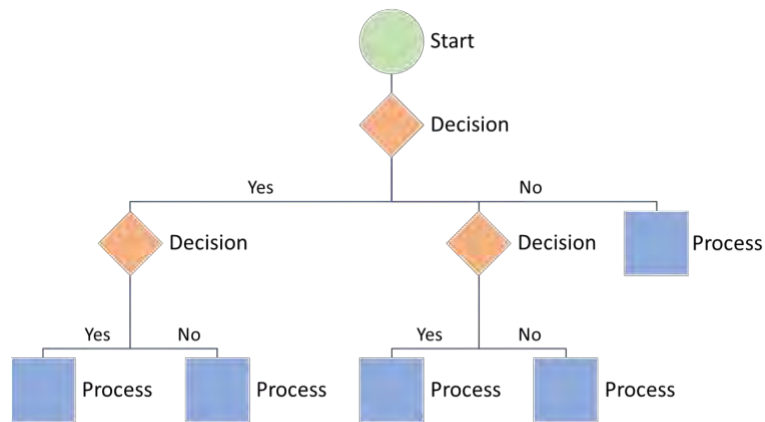 Start
Decision
Yes
No
Decision
Decision
Process
Yes
No
Yes
No
Process
Process
Process
Process